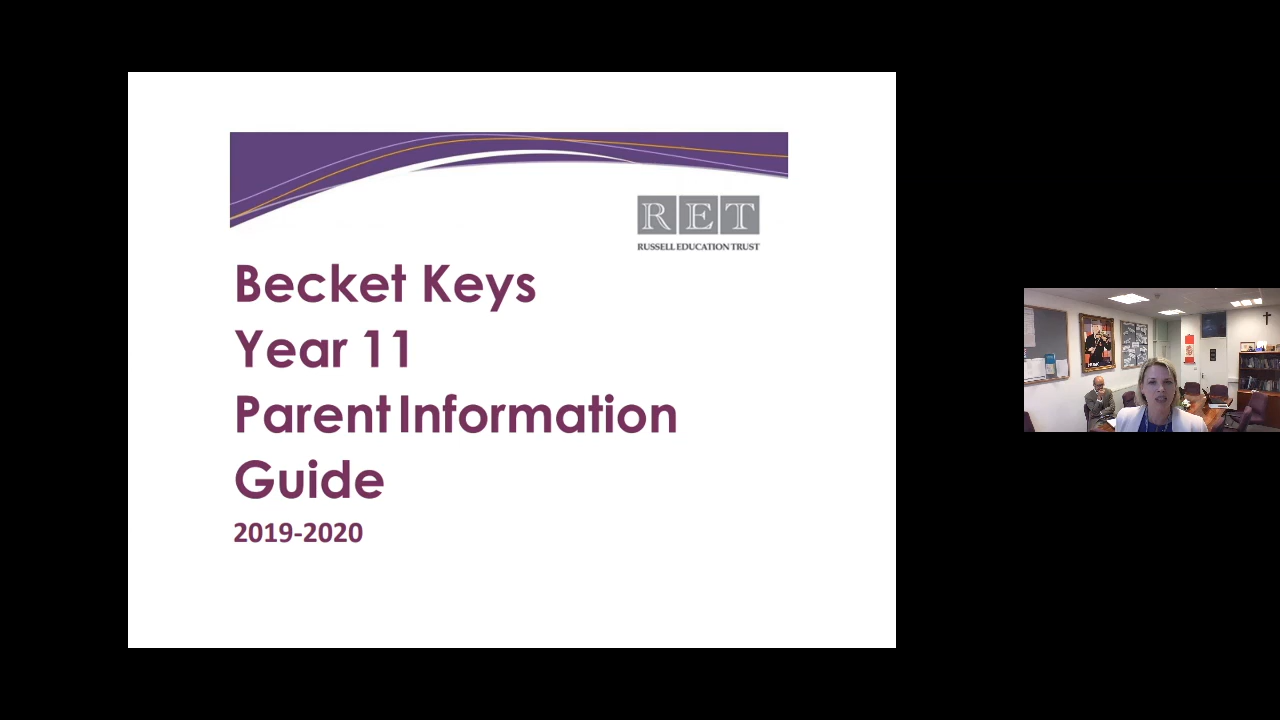 RET
RUSSELL EDUCATION TRUST
Becket Keys
Year 11
Parent Information
Guide
2019-2020